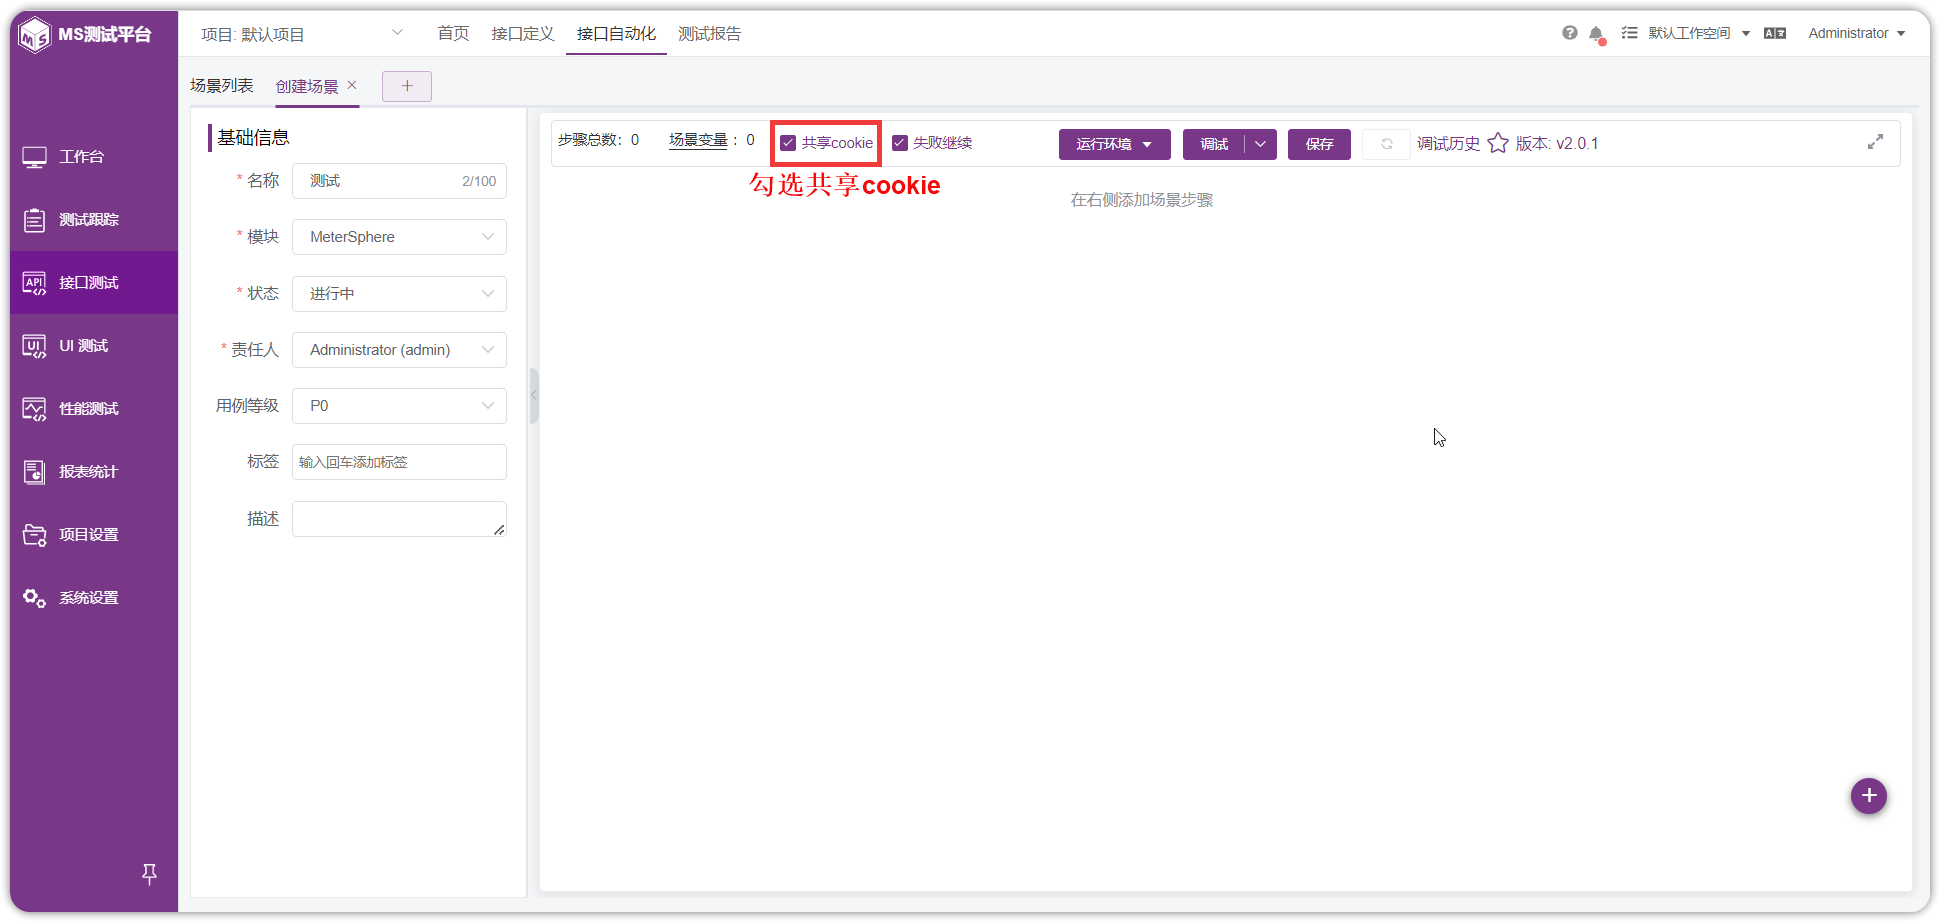 MS测试平台
项目: 默认项目
首页
接口定义
接口自动化
测试报告
默认工作空间
Administrator
场景列表
创建场景
工作台
测试跟踪
接口测试
UI 测试
性能测试
报表统计
项目设置
系统设置
基础信息
* 名称
测试
2/100
* 模块
MeterSphere
* 状态
进行中
* 责任人
Administrator (admin)
用例等级
P0
标签
输入回车添加标签
描述
步骤总数: 0
场景变量 : 0
共享cookie
失败继续
运行环境
调试
保存
调试历史
版本: v2.0.1
勾选共享cookie
在右侧添加场景步骤